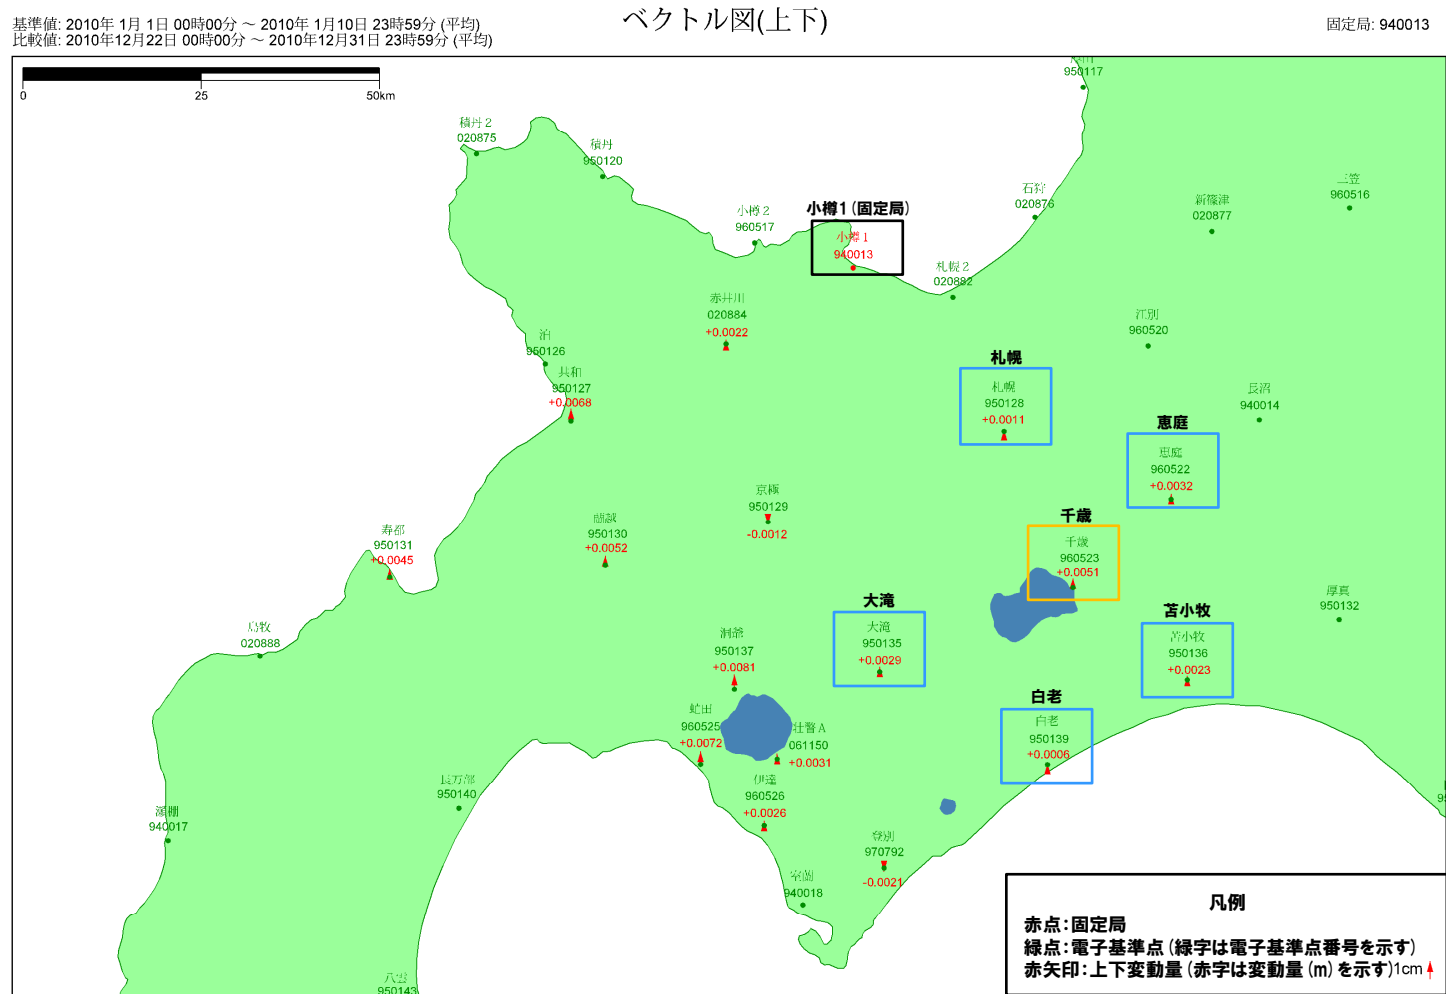 ベクトル図(上下)
基準値: 2010年 1月 1日 00時00分 ～ 2010年 1月10日 23時59分 (平均)
比較値: 2010年12月22日 00時00分 ～ 2010年12月31日 23時59分 (平均)
固定局: 940013
0 25 50km
950117
積丹２
020875
積丹
950120
三笠
960516
石狩
020876
新篠津
020877
小樽２
960517
小樽1（固定局）
小樽１
940013
札幌２
020882
赤井川
020884
+0.0022
江別
960520
泊
950126
共和
950127
+0.0068
札幌
札幌
950128
+0.0011
長沼
940014
恵庭
恵庭
960522
+0.0032
京極
950129
-0.0012
蘭越
950130
+0.0052
寿都
950131
+0.0045
千歳
千歳
960523
+0.0051
厚真
950132
島牧
020888
大滝
大滝
950135
+0.0029
苫小牧
苫小牧
950136
+0.0023
洞爺
950137
+0.0081
虻田
960525
+0.0072
壮瞥Ａ
061150
+0.0031
白老
白老
950139
+0.0006
長万部
950140
伊達
960526
+0.0026
瀬棚
940017
登別
970792
-0.0021
室蘭
940018
八雲
950143
凡例
赤点：固定局
緑点：電子基準点（緑字は電子基準点番号を示す）
赤矢印：上下変動量（赤字は変動量（m）を示す）1cm